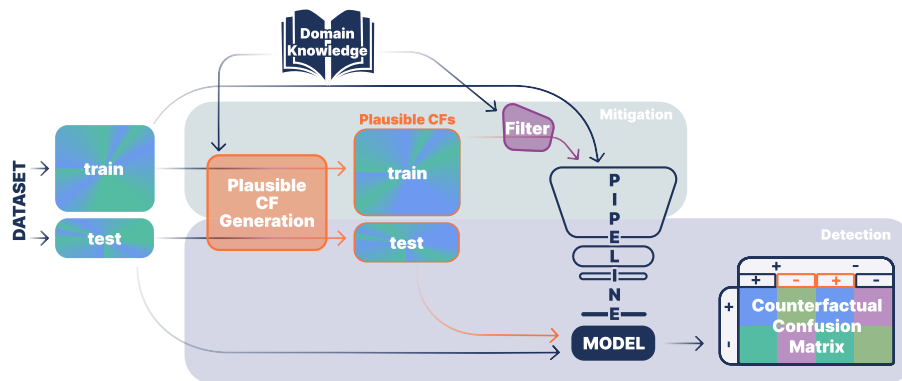 Domain
Knowledge
Plausible CFs
Filter
Mitigation
DATASET
train
Plausible
CF
Generation
train
test
test
PIPELINE
Detection
+ -
+ - + -
+
-
Counterfactual
Confusion
Matrix
MODEL